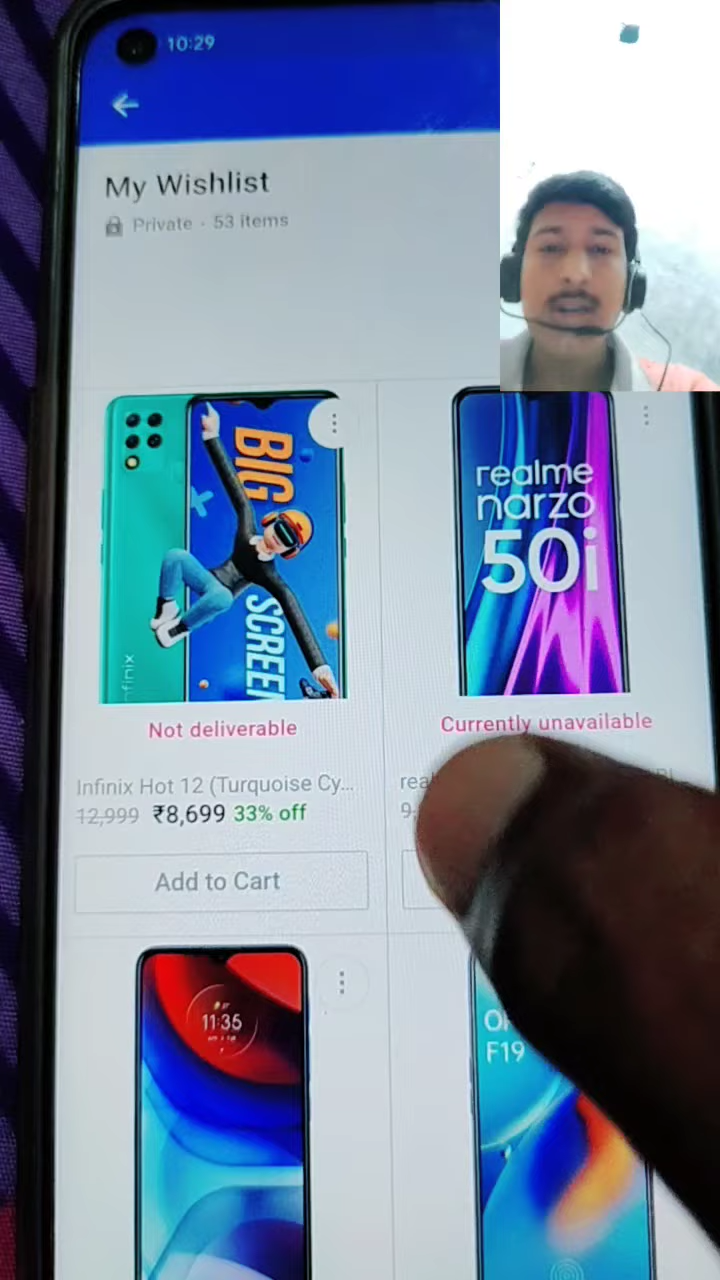 10:29
My Wishlist
Private · 53 items
BIG
SCREEN
Infinix
realme
narzo
50i
Not deliverable
Currently unavailable
Infinix Hot 12 (Turquoise Cy...
12,999 ₹8,699 33% off
Add to Cart
11:35
F19